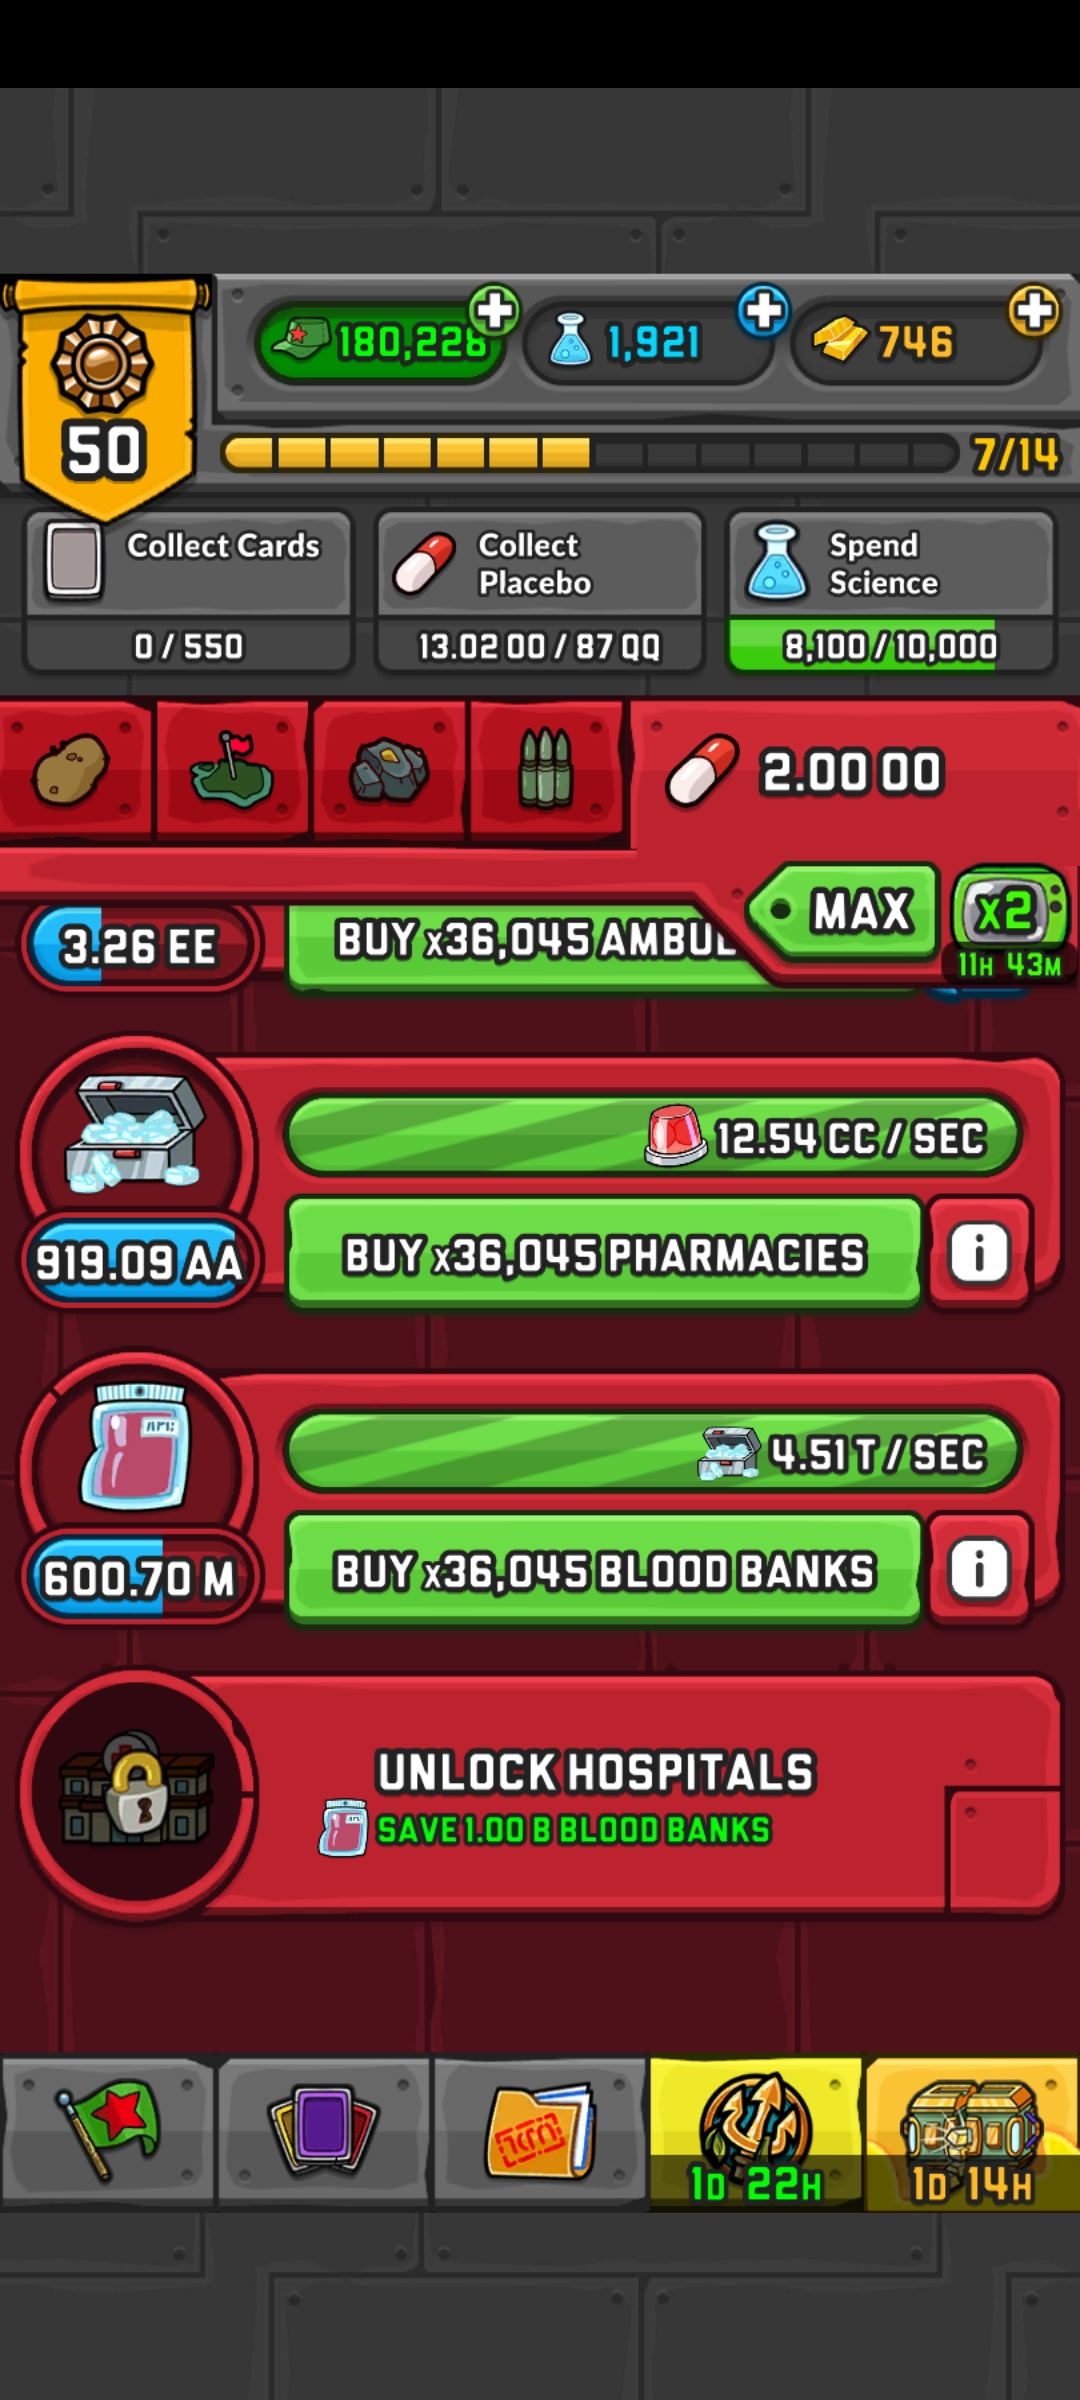 180,228
1,921
746
50
7/14
Collect Cards
Collect
Placebo
Spend
Science
0 / 550
13.02 OO / 87 QQ
8,100 / 10,000
2.00 OO
MAX
x2
11H 43M
3.26 EE
BUY x36,045 AMBUL
12.54 CC / SEC
919.09 AA
BUY x36,045 PHARMACIES
i
4.51 T / SEC
600.70 M
BUY x36,045 BLOOD BANKS
i
UNLOCK HOSPITALS
SAVE 1.00 B BLOOD BANKS
1D 22H
1D 14H